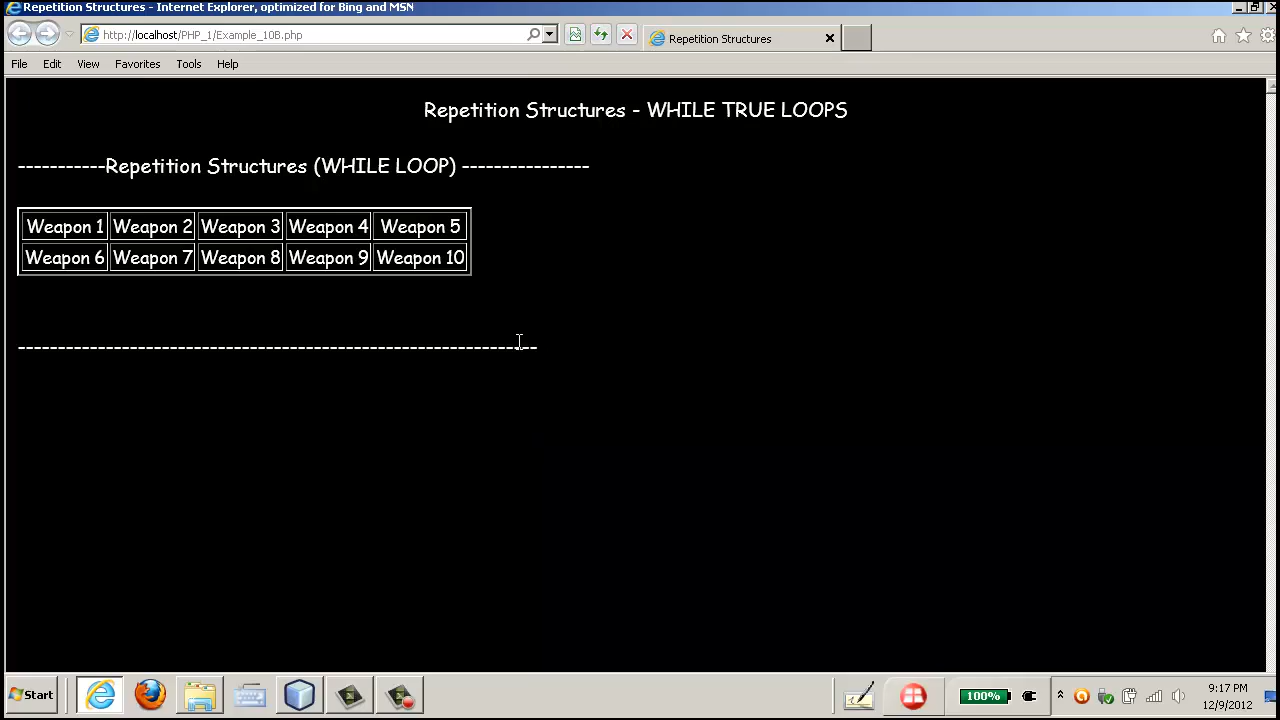 Repetition Structures - Internet Explorer, optimized for Bing and MSN
http://localhost/PHP_1/Example_10B.php
Repetition Structures
File Edit View Favorites Tools Help
Repetition Structures - WHILE TRUE LOOPS
-----------Repetition Structures (WHILE LOOP) ----------------
Weapon 1 Weapon 2 Weapon 3 Weapon 4 Weapon 5
Weapon 6 Weapon 7 Weapon 8 Weapon 9 Weapon 10
-----------------------------------------------------------------
Start
100%
9:17 PM
12/9/2012